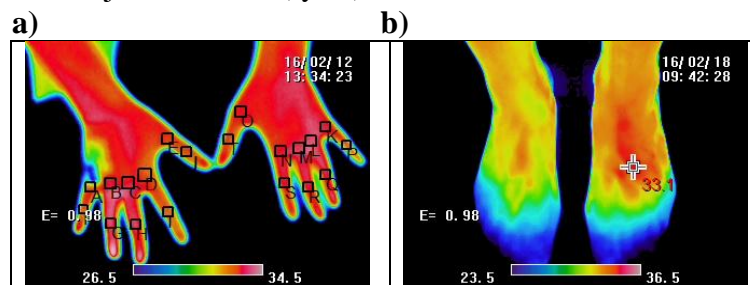 a)
b)
16/02/12
13:34:23
O
E
F
K
J
L
P
N
M
D
A
B
C
S
R
Q
I
E= 0.98
G
H
26.5
34.5
16/02/18
09:42:28
33.1
E= 0.98
23.5
36.5